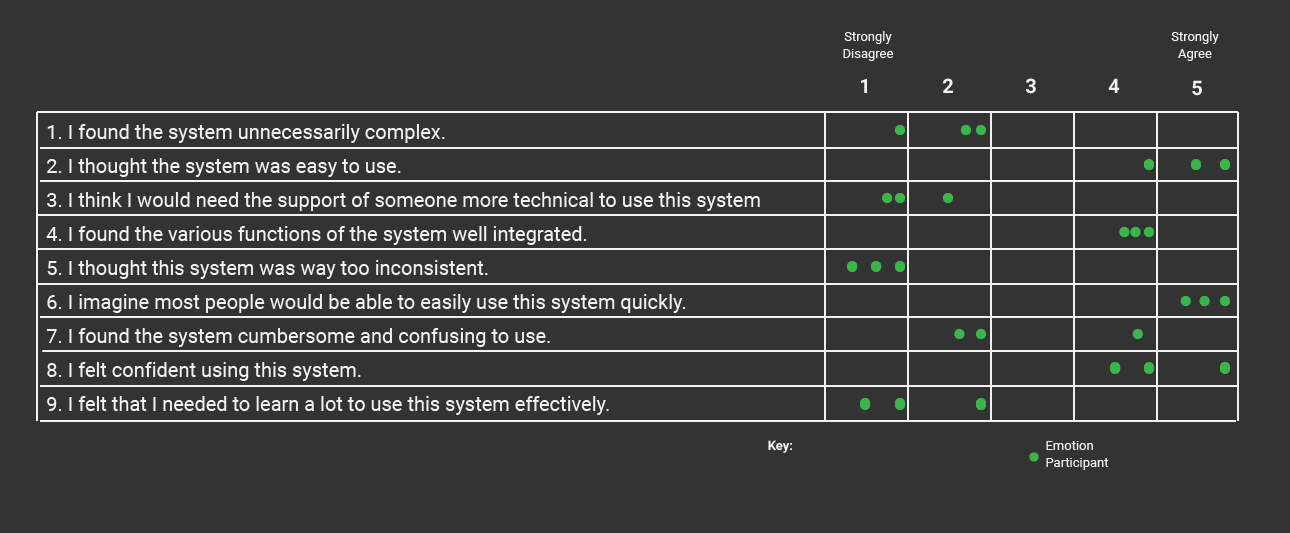 Strongly
Disagree
Strongly
Agree
1 2 3 4 5
1. I found the system unnecessarily complex.
2. I thought the system was easy to use.
3. I think I would need the support of someone more technical to use this system
4. I found the various functions of the system well integrated.
5. I thought this system was way too inconsistent.
6. I imagine most people would be able to easily use this system quickly.
7. I found the system cumbersome and confusing to use.
8. I felt confident using this system.
9. I felt that I needed to learn a lot to use this system effectively.
Key:
Emotion
Participant